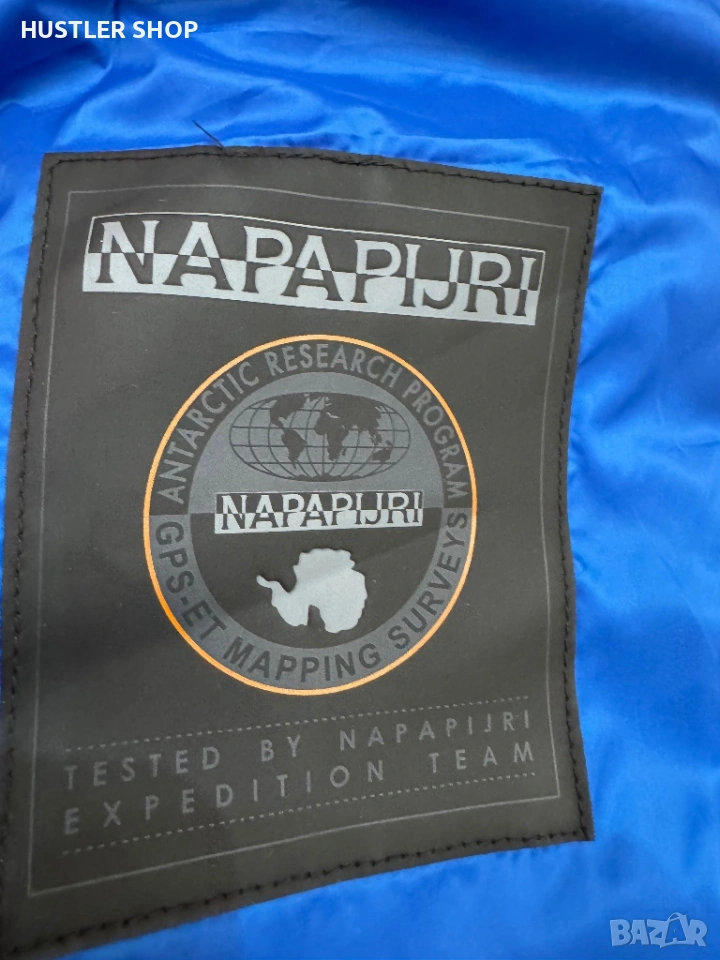 HUSTLER SHOP
NAPAPIJRI
ANTARCTIC RESEARCH PROGRAM
NAPAPIJRI
GPS-ET MAPPING SURVEYS
TESTED BY NAPAPIJRI
EXPEDITION TEAM
BAZAR